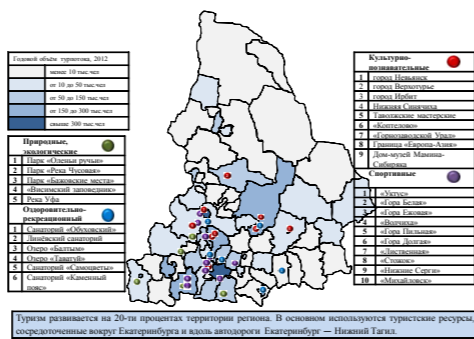 Годовой объём турпотока, 2012
менее 10 тыс.чел
от 10 до 50 тыс.чел
от 50 до 150 тыс.чел
от 150 до 300 тыс.чел
свыше 300 тыс.чел
Природные,
экологические
1 Парк «Оленьи ручьи»
2 Парк «Река Чусовая»
3 Парк «Бажовские места»
4 «Висимский заповедник»
5 Река Уфа
Оздоровительно-
рекреационный
1 Санаторий «Обуховский»
2 Липёвский санаторий
3 Озеро «Балтым»
4 Озеро «Таватуй»
5 Санаторий «Самоцветы»
6 Санаторий «Каменный
пояс»
Культурно-
познавательные
1 город Невьянск
2 город Верхотурье
3 город Ирбит
4 Нижняя Синячиха
5 Таволжские мастерские
6 «Коптелово»
7 «Горнозаводской Урал»
8 Граница «Европа-Азия»
9 Дом-музей Мамина-
Сибиряка
Спортивные
1 «Уктус»
2 «Гора Белая»
3 «Гора Ежовая»
4 «Волчиха»
5 «Гора Пильная»
6 «Гора Долгая»
7 «Лиственная»
8 «Стожок»
9 «Нижние Серги»
10 «Михайловск»
Туризм развивается на 20-ти процентах территории региона. В основном используются туристские ресурсы,
сосредоточенные вокруг Екатеринбурга и вдоль автодороги Екатеринбург – Нижний Тагил.